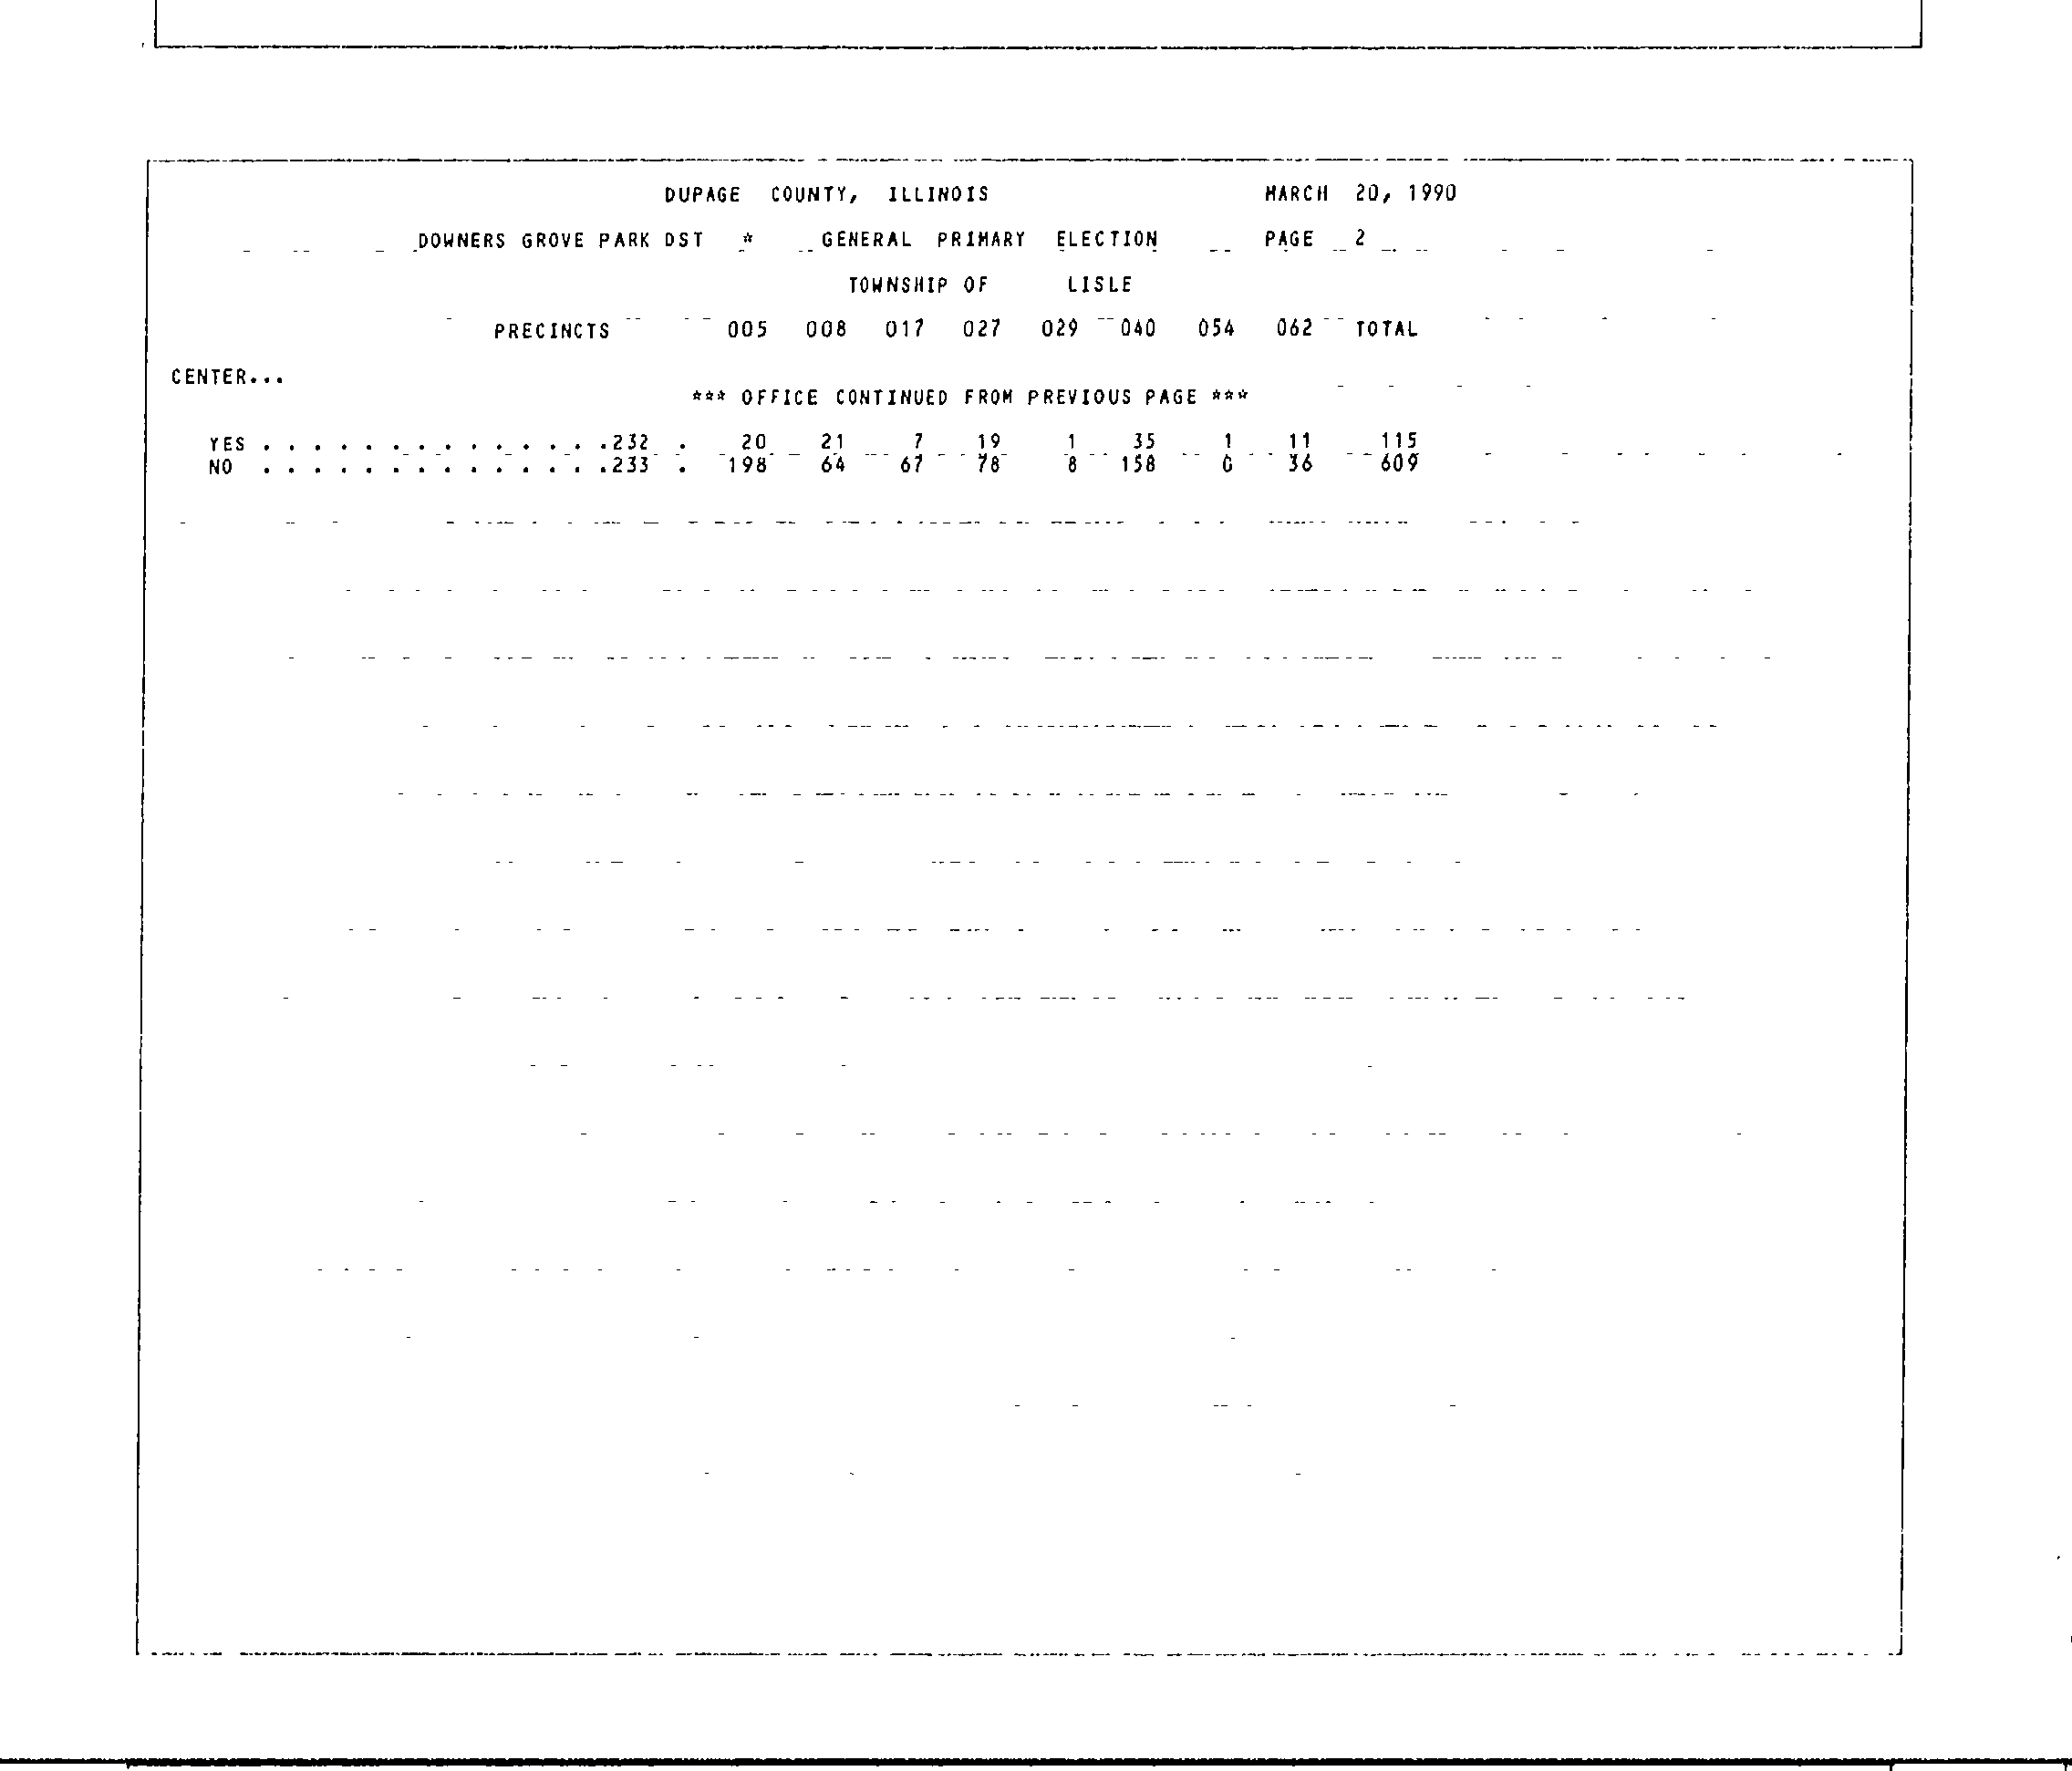 DUPAGE COUNTY, ILLINOIS MARCH 20, 1990
DOWNERS GROVE PARK DST * GENERAL PRIMARY ELECTION PAGE 2
TOWNSHIP OF LISLE
PRECINCTS 005 008 017 027 029 040 054 062 TOTAL
CENTER...
*** OFFICE CONTINUED FROM PREVIOUS PAGE ***
YES . . . . . . . . . . . . . .232 . 20 21 7 19 1 35 1 11 115
NO . . . . . . . . . . . . . .233 . 198 64 67 78 8 158 0 36 609